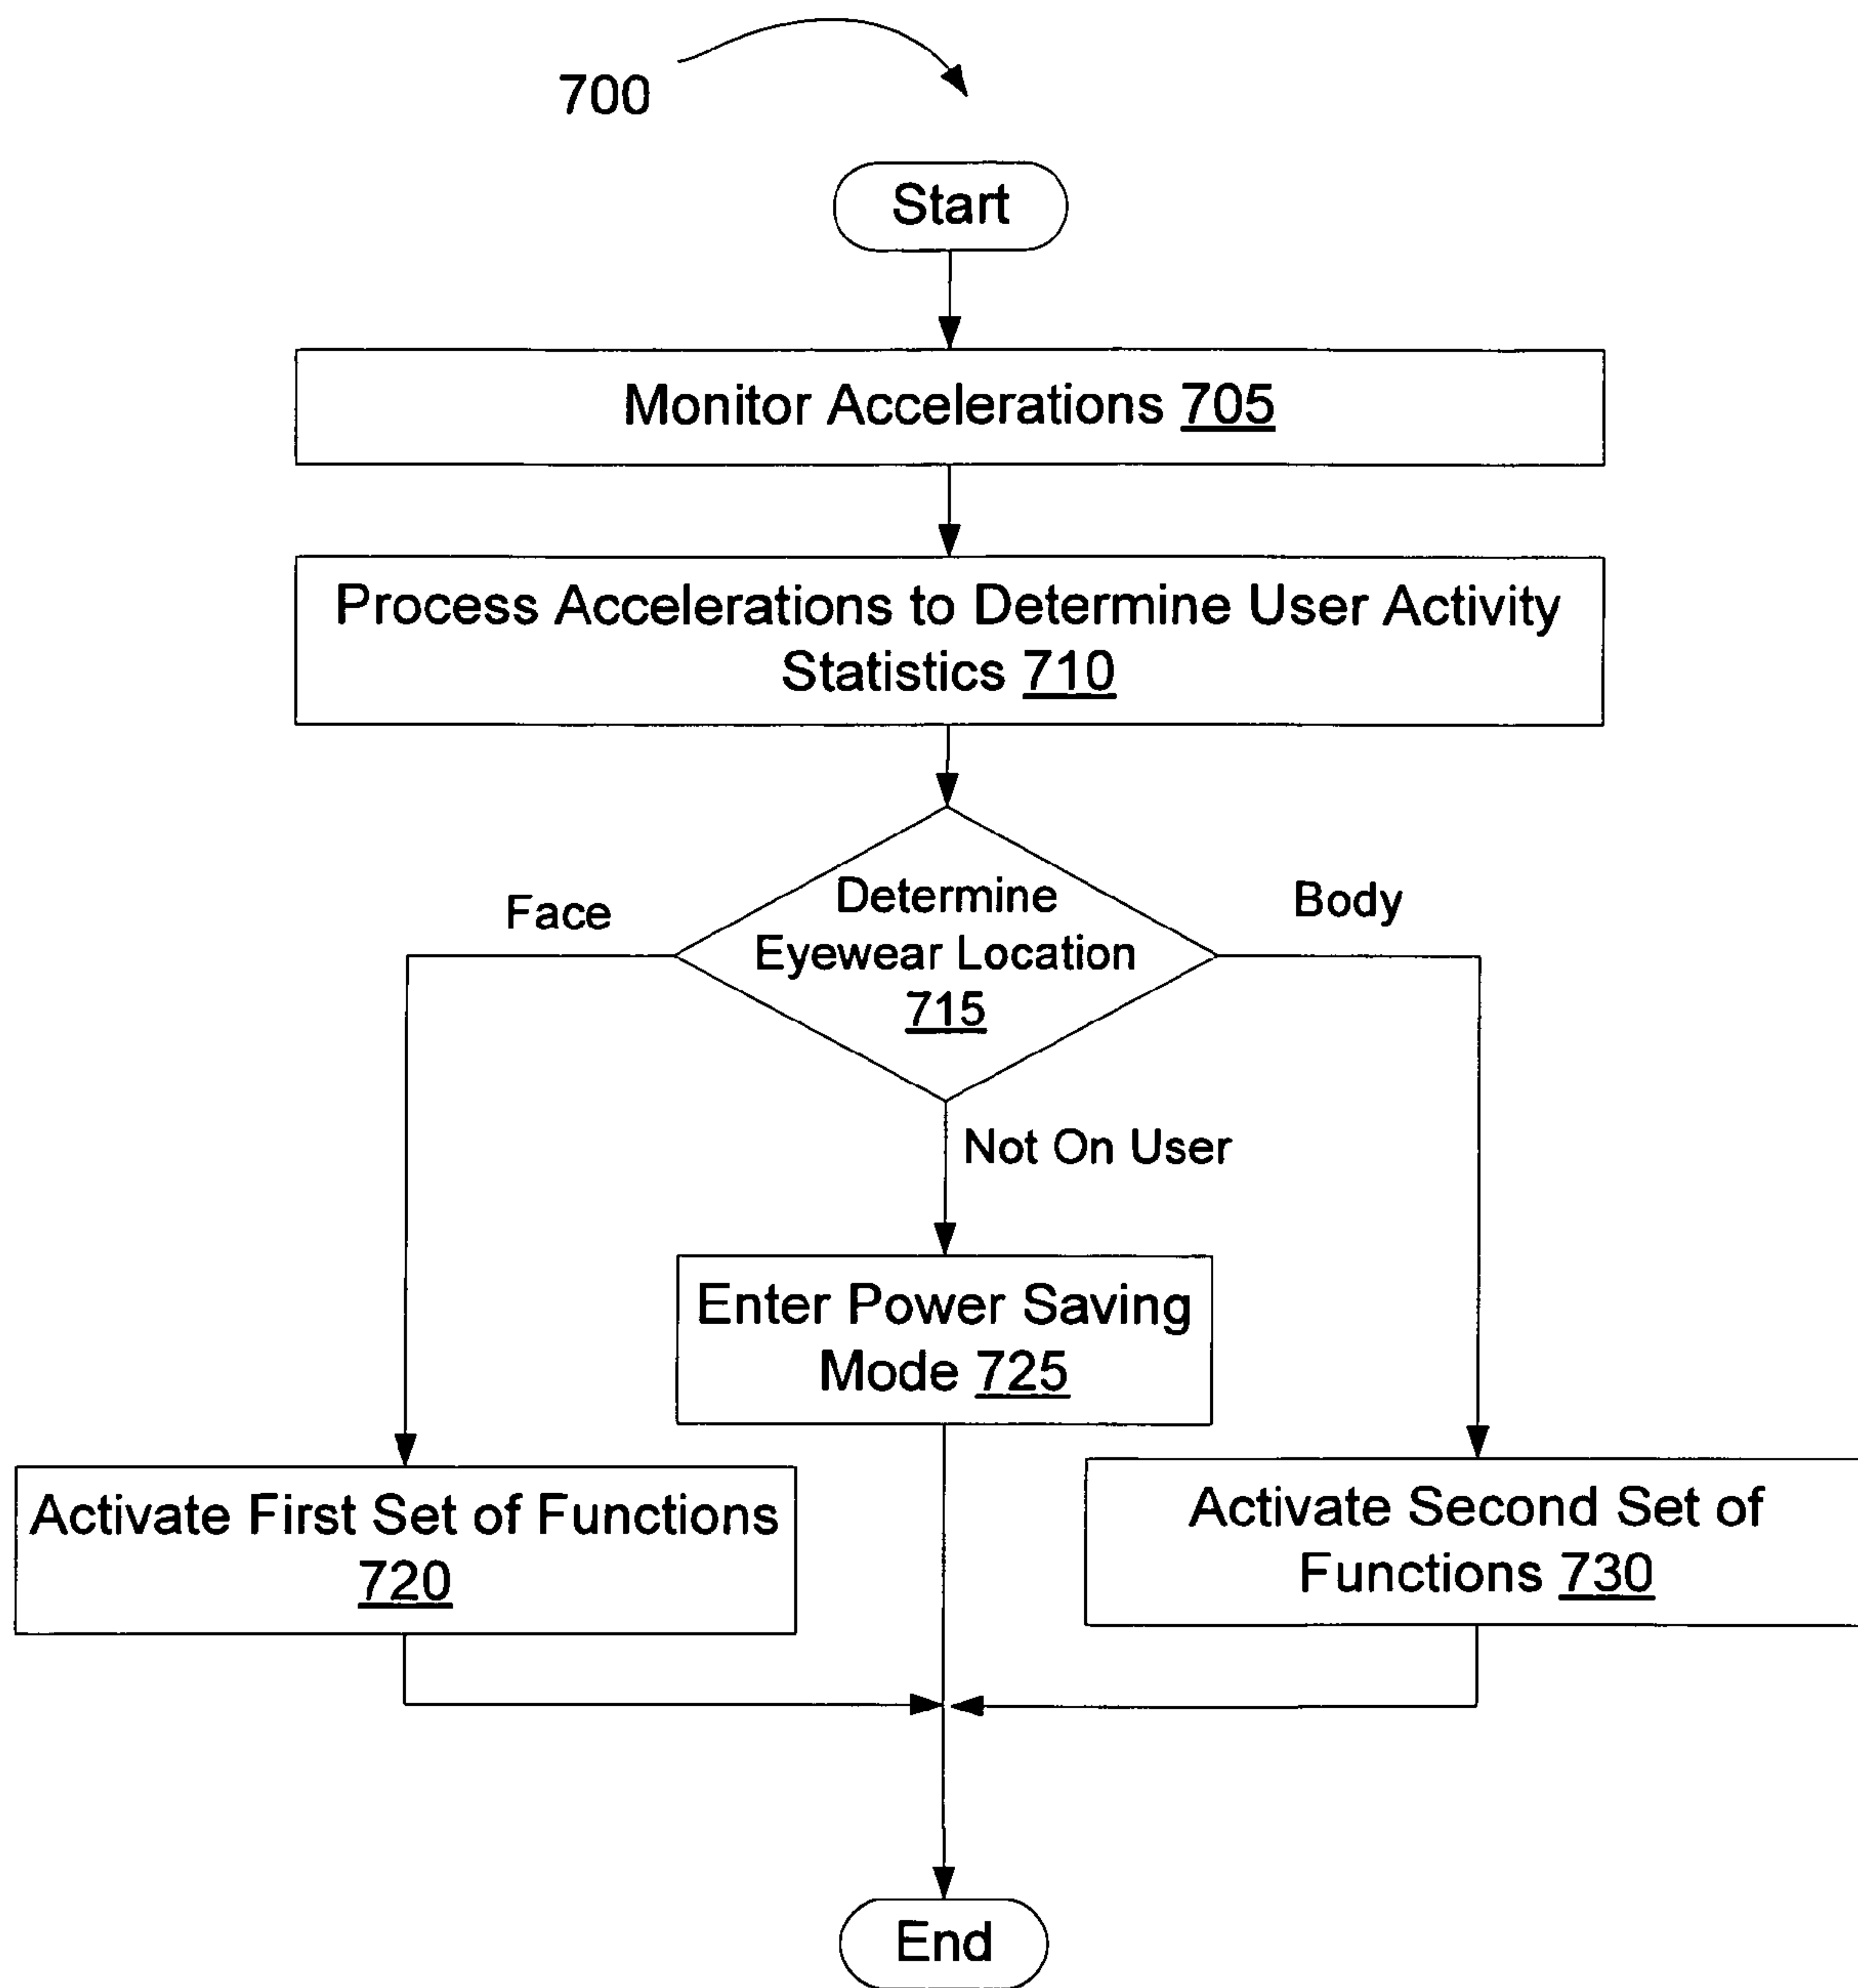 700
Start
Monitor Accelerations 705
Process Accelerations to Determine User Activity
Statistics 710
Determine
Eyewear Location
715
Face
Body
Not On User
Enter Power Saving
Mode 725
Activate First Set of Functions
720
Activate Second Set of
Functions 730
End